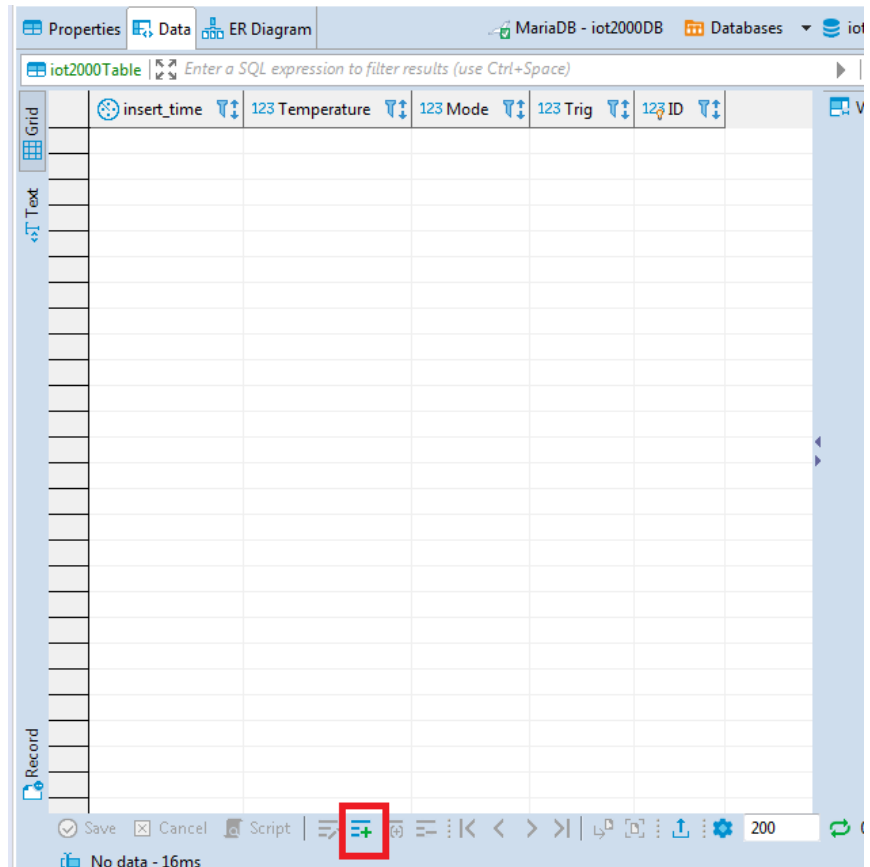 Properties Data ER Diagram MariaDB - iot2000DB Databases iot
iot2000Table Enter a SQL expression to filter results (use Ctrl+Space)
Grid
insert_time 123 Temperature 123 Mode 123 Trig 123 ID
Text
Record
Save Cancel Script 200
No data - 16ms